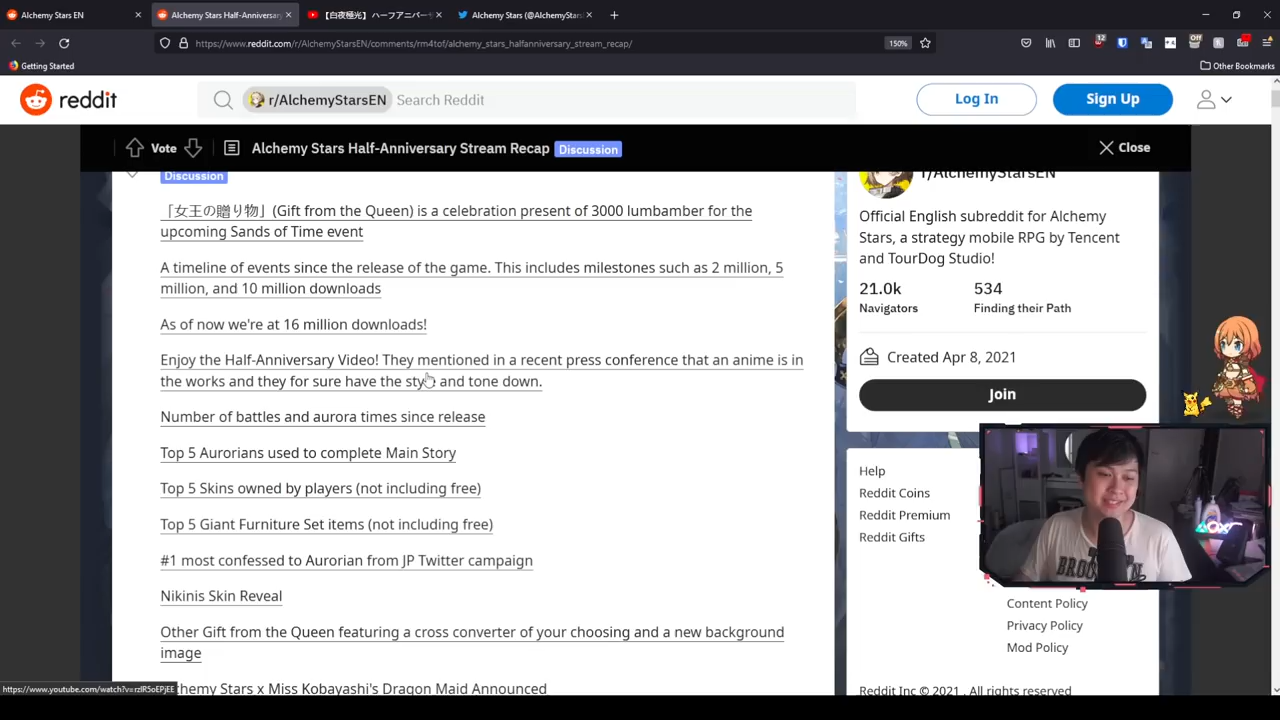 Alchemy Stars EN
Alchemy Stars Half-Anniversary
【白夜極光】ハーフアニバー
Alchemy Stars (@AlchemyStars
https://www.reddit.com/r/AlchemyStarsEN/comments/rm4tof/alchemy_stars_halfanniversary_stream_recap/
150%
12
Off
Getting Started
Other Bookmarks
reddit
r/AlchemyStarsEN
Search Reddit
Log In
Sign Up
Vote
Alchemy Stars Half-Anniversary Stream Recap
Discussion
Close
Discussion
「女王の贈り物」(Gift from the Queen) is a celebration present of 3000 lumbamber for the
upcoming Sands of Time event
A timeline of events since the release of the game. This includes milestones such as 2 million, 5
million, and 10 million downloads
As of now we're at 16 million downloads!
Enjoy the Half-Anniversary Video! They mentioned in a recent press conference that an anime is in
the works and they for sure have the style and tone down.
Number of battles and aurora times since release
Top 5 Aurorians used to complete Main Story
Top 5 Skins owned by players (not including free)
Top 5 Giant Furniture Set items (not including free)
#1 most confessed to Aurorian from JP Twitter campaign
Nikinis Skin Reveal
Other Gift from the Queen featuring a cross converter of your choosing and a new background
image
Alchemy Stars x Miss Kobayashi's Dragon Maid Announced
https://www.youtube.com/watch?v=rzIR5oEPjEE
r/AlchemyStarsEN
Official English subreddit for Alchemy
Stars, a strategy mobile RPG by Tencent
and TourDog Studio!
21.0k
534
Navigators
Finding their Path
Created Apr 8, 2021
Join
Help
Reddit Coins
Reddit Premium
Reddit Gifts
BROOKLYN
Content Policy
Privacy Policy
Mod Policy
Reddit Inc © 2021 . All rights reserved